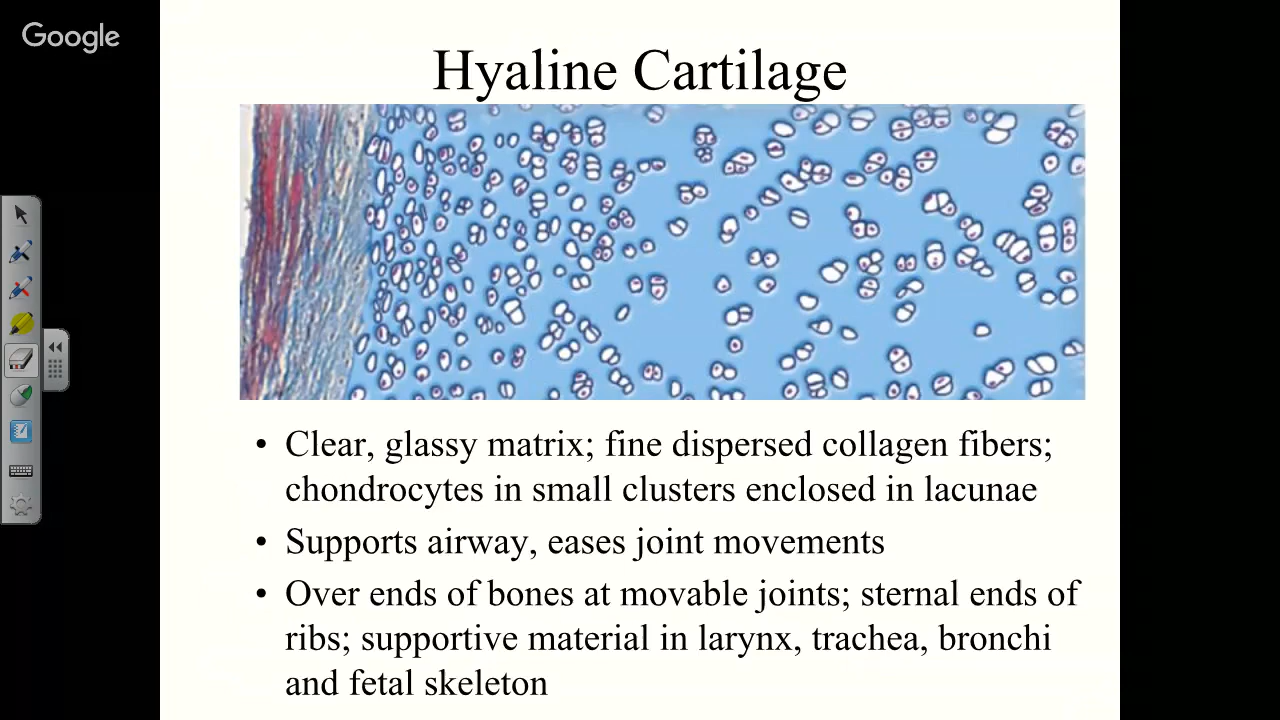 Google
Hyaline Cartilage
• Clear, glassy matrix; fine dispersed collagen fibers;
chondrocytes in small clusters enclosed in lacunae
• Supports airway, eases joint movements
• Over ends of bones at movable joints; sternal ends of
ribs; supportive material in larynx, trachea, bronchi
and fetal skeleton